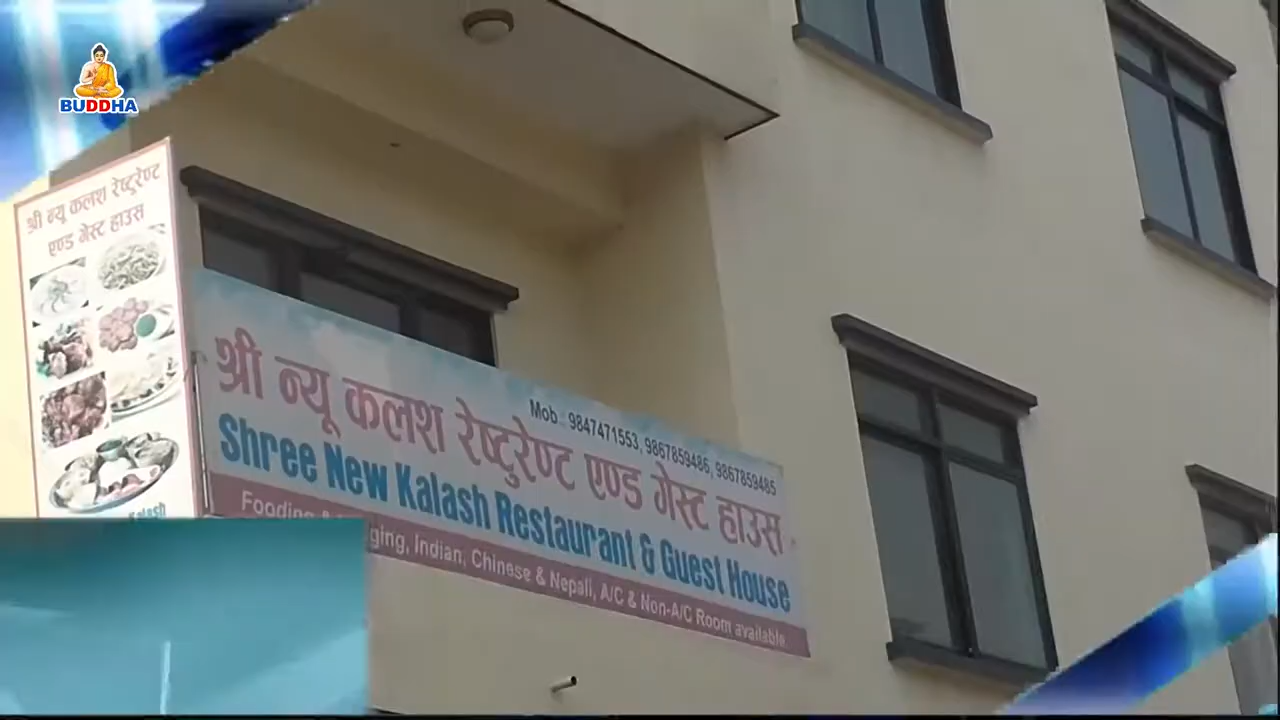 BUDDHA
श्री न्यू कलश रेष्टुरेण्ट
एण्ड गेस्ट हाउस
Kalash
Mob.: 9847471553, 9867859486, 9867859485
श्री न्यू कलश रेष्टुरेण्ट एण्ड गेस्ट हाउस
Shree New Kalash Restaurant & Guest House
Fooding & ging, Indian, Chinese & Nepali, A/C & Non-A/C Room available